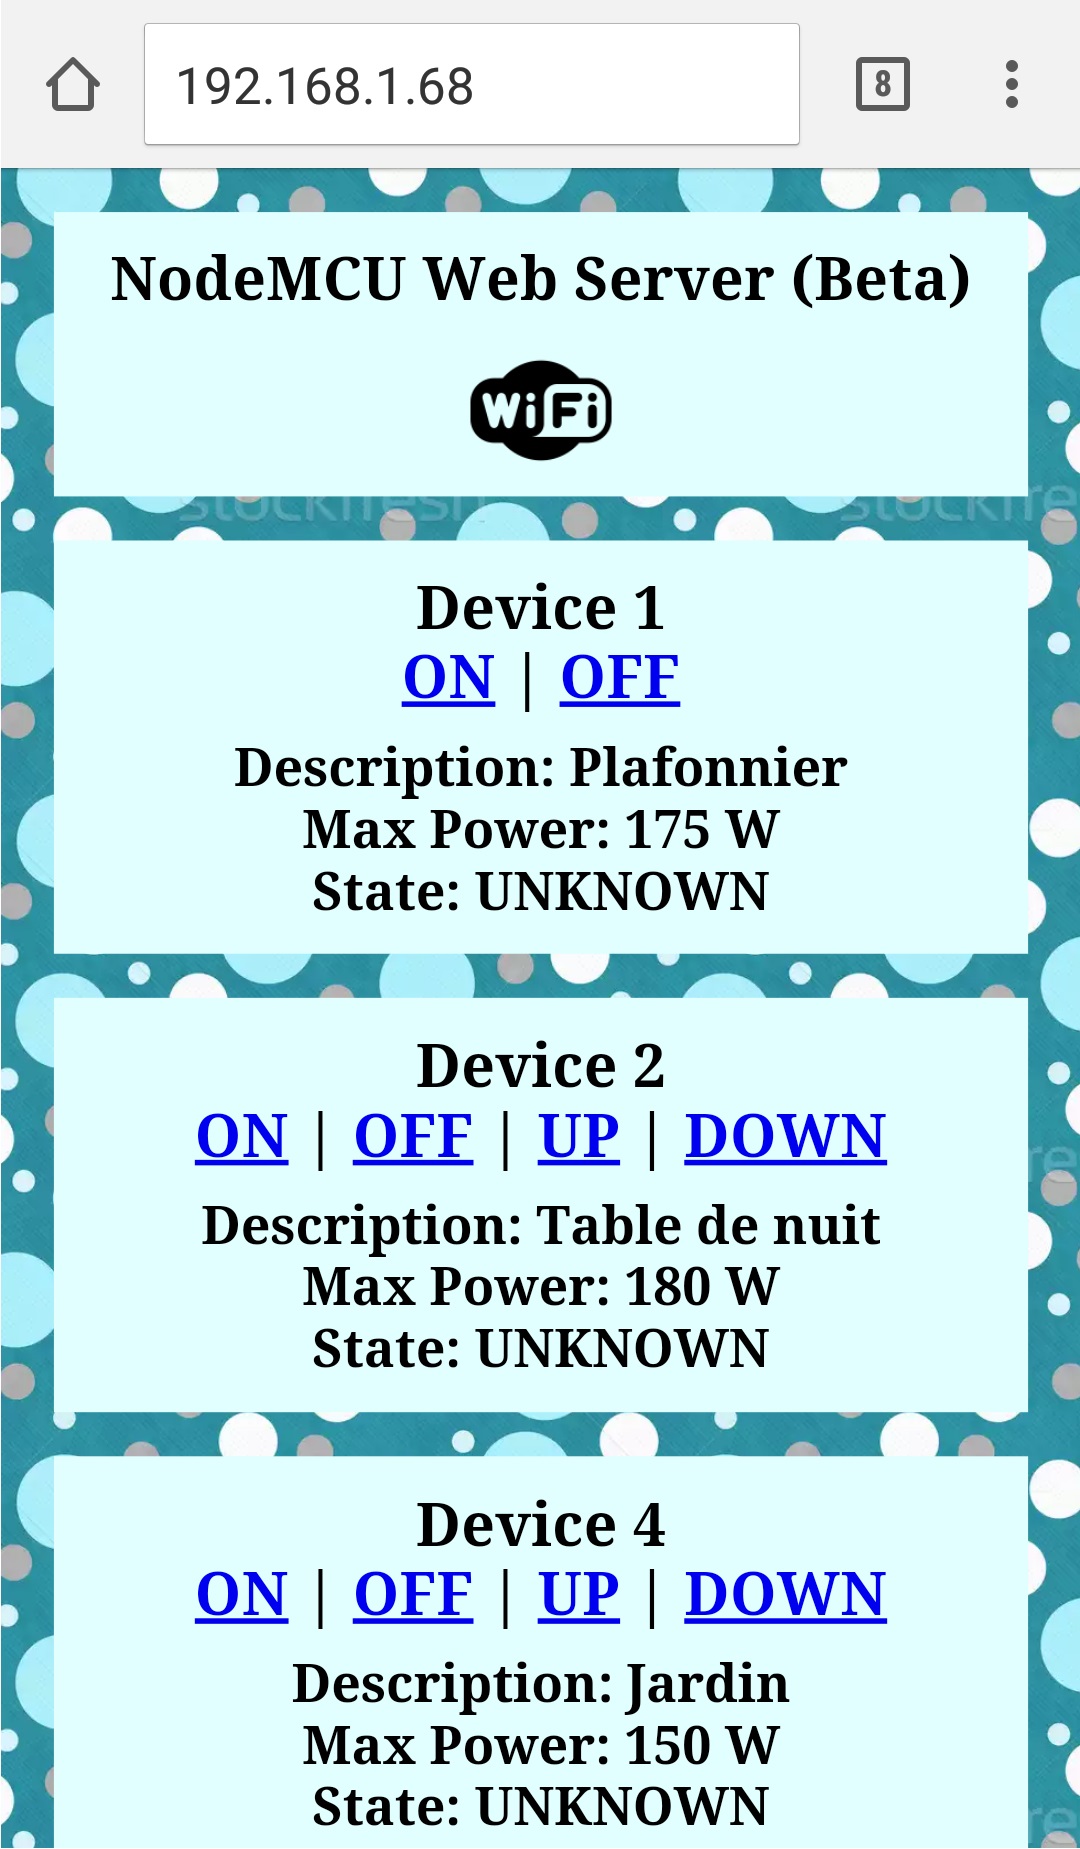 192.168.1.68
8
NodeMCU Web Server (Beta)
WiFi
stockfresh
Device 1
ON | OFF
Description: Plafonnier
Max Power: 175 W
State: UNKNOWN
Device 2
ON | OFF | UP | DOWN
Description: Table de nuit
Max Power: 180 W
State: UNKNOWN
Device 4
ON | OFF | UP | DOWN
Description: Jardin
Max Power: 150 W
State: UNKNOWN